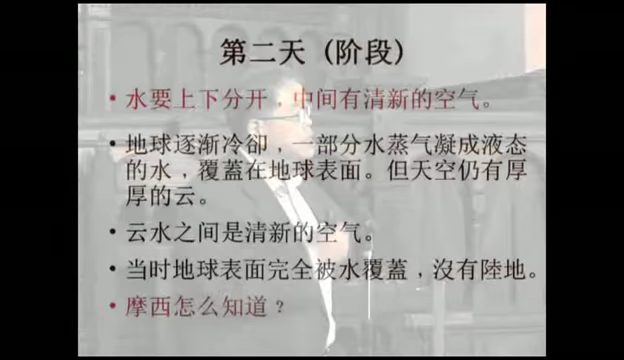 第二天 (阶段)
• 水要上下分开，中间有清新的空气。
• 地球逐渐冷卻，一部分水蒸气凝成液态
的水，覆蓋在地球表面。但天空仍有厚
厚的云。
• 云水之间是清新的空气。
• 当时地球表面完全被水覆蓋，沒有陸地。
• 摩西怎么知道？